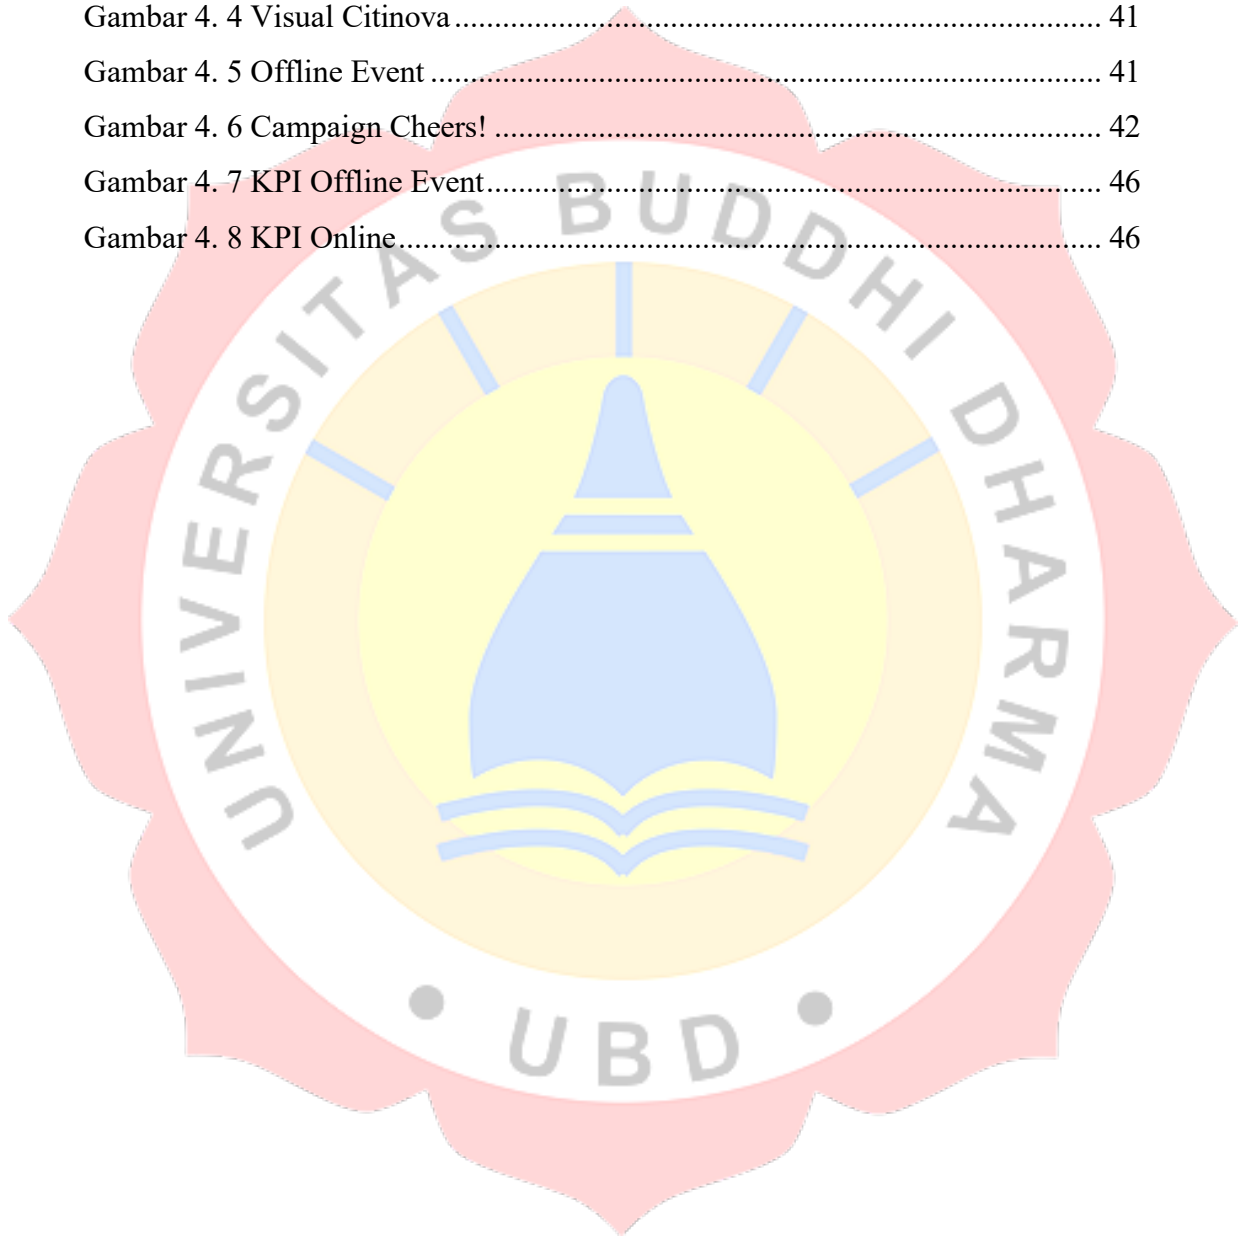 Gambar 4. 4 Visual Citinova .................................................................................. 41
Gambar 4. 5 Offline Event ..................................................................................... 41
Gambar 4. 6 Campaign Cheers! ............................................................................. 42
Gambar 4. 7 KPI Offline Event.............................................................................. 46
Gambar 4. 8 KPI Online......................................................................................... 46
UNIVERSITAS BUDDHI DHARMA
• UBD •